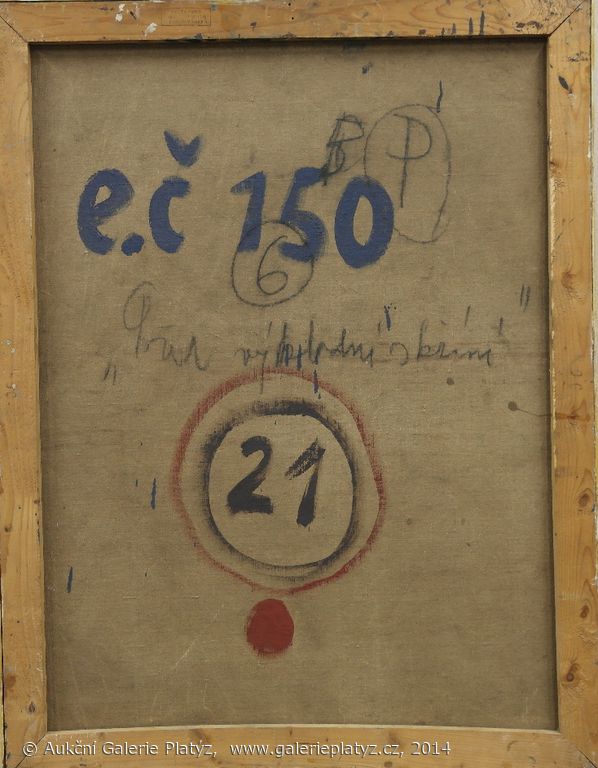 B P
e.č 150
6
„Před výkladní skříní"
21
© Aukční Galerie Platýz, www.galerieplatyz.cz, 2014